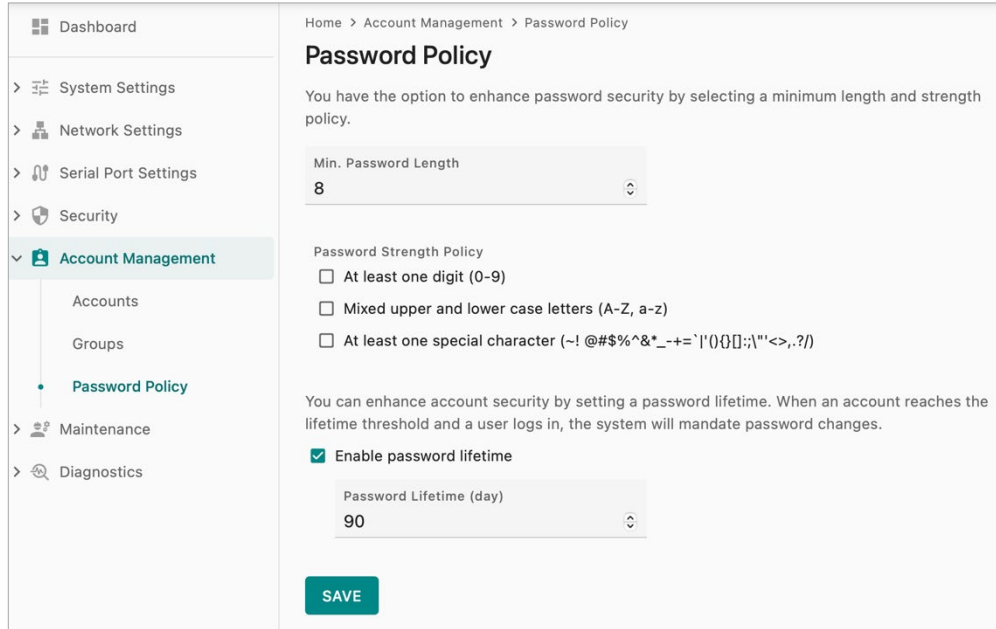 Dashboard
System Settings
Network Settings
Serial Port Settings
Security
Account Management
Accounts
Groups
Password Policy
Maintenance
Diagnostics
Home > Account Management > Password Policy
Password Policy
You have the option to enhance password security by selecting a minimum length and strength
policy.
Min. Password Length
8
Password Strength Policy
At least one digit (0-9)
Mixed upper and lower case letters (A-Z, a-z)
At least one special character (~! @#$%^&*_-+=`|'(){}[]:;\"'<>,.?/)
You can enhance account security by setting a password lifetime. When an account reaches the
lifetime threshold and a user logs in, the system will mandate password changes.
Enable password lifetime
Password Lifetime (day)
90
SAVE